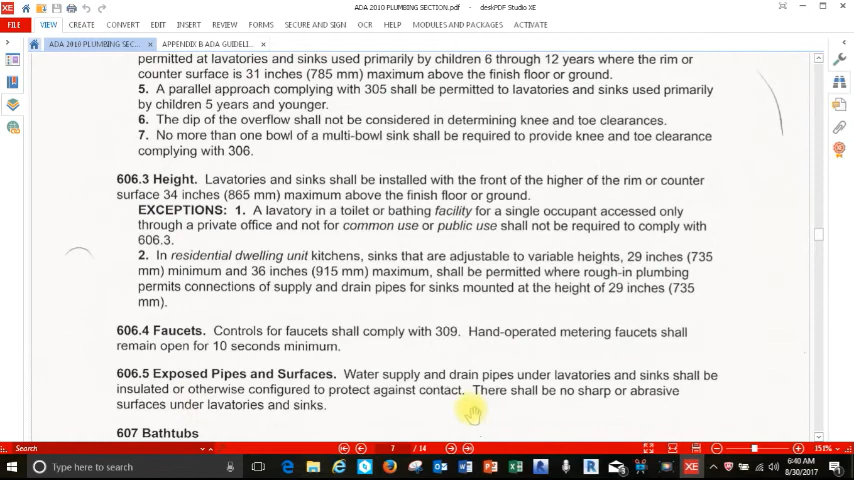 XE
ADA 2010 PLUMBING SECTION.pdf - deskPDF Studio XE
FILE VIEW CREATE CONVERT EDIT INSERT REVIEW FORMS SECURE AND SIGN OCR HELP MODULES AND PACKAGES ACTIVATE
ADA 2010 PLUMBING SEC... × APPENDIX B ADA GUIDELI... ×
permitted at lavatories and sinks used primarily by children 6 through 12 years where the rim or
counter surface is 31 inches (785 mm) maximum above the finish floor or ground.
5. A parallel approach complying with 305 shall be permitted to lavatories and sinks used primarily
by children 5 years and younger.
6. The dip of the overflow shall not be considered in determining knee and toe clearances.
7. No more than one bowl of a multi-bowl sink shall be required to provide knee and toe clearance
complying with 306.
606.3 Height. Lavatories and sinks shall be installed with the front of the higher of the rim or counter
surface 34 inches (865 mm) maximum above the finish floor or ground.
EXCEPTIONS: 1. A lavatory in a toilet or bathing facility for a single occupant accessed only
through a private office and not for common use or public use shall not be required to comply with
606.3.
2. In residential dwelling unit kitchens, sinks that are adjustable to variable heights, 29 inches (735
mm) minimum and 36 inches (915 mm) maximum, shall be permitted where rough-in plumbing
permits connections of supply and drain pipes for sinks mounted at the height of 29 inches (735
mm).
606.4 Faucets. Controls for faucets shall comply with 309. Hand-operated metering faucets shall
remain open for 10 seconds minimum.
606.5 Exposed Pipes and Surfaces. Water supply and drain pipes under lavatories and sinks shall be
insulated or otherwise configured to protect against contact. There shall be no sharp or abrasive
surfaces under lavatories and sinks.
607 Bathtubs
Search 7 / 14 151%
Type here to search XE 6:40 AM
8/30/2017